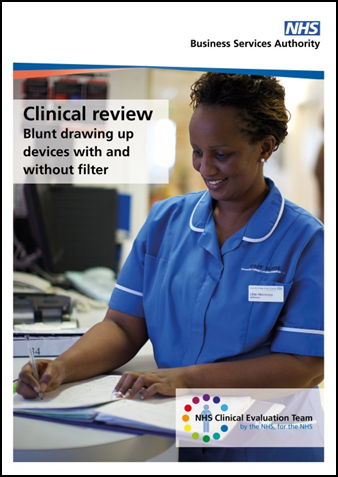 NHS
Business Services Authority
Clinical review
Blunt drawing up
devices with and
without filter
14
NHS Clinical Evaluation Team
by the NHS, for the NHS